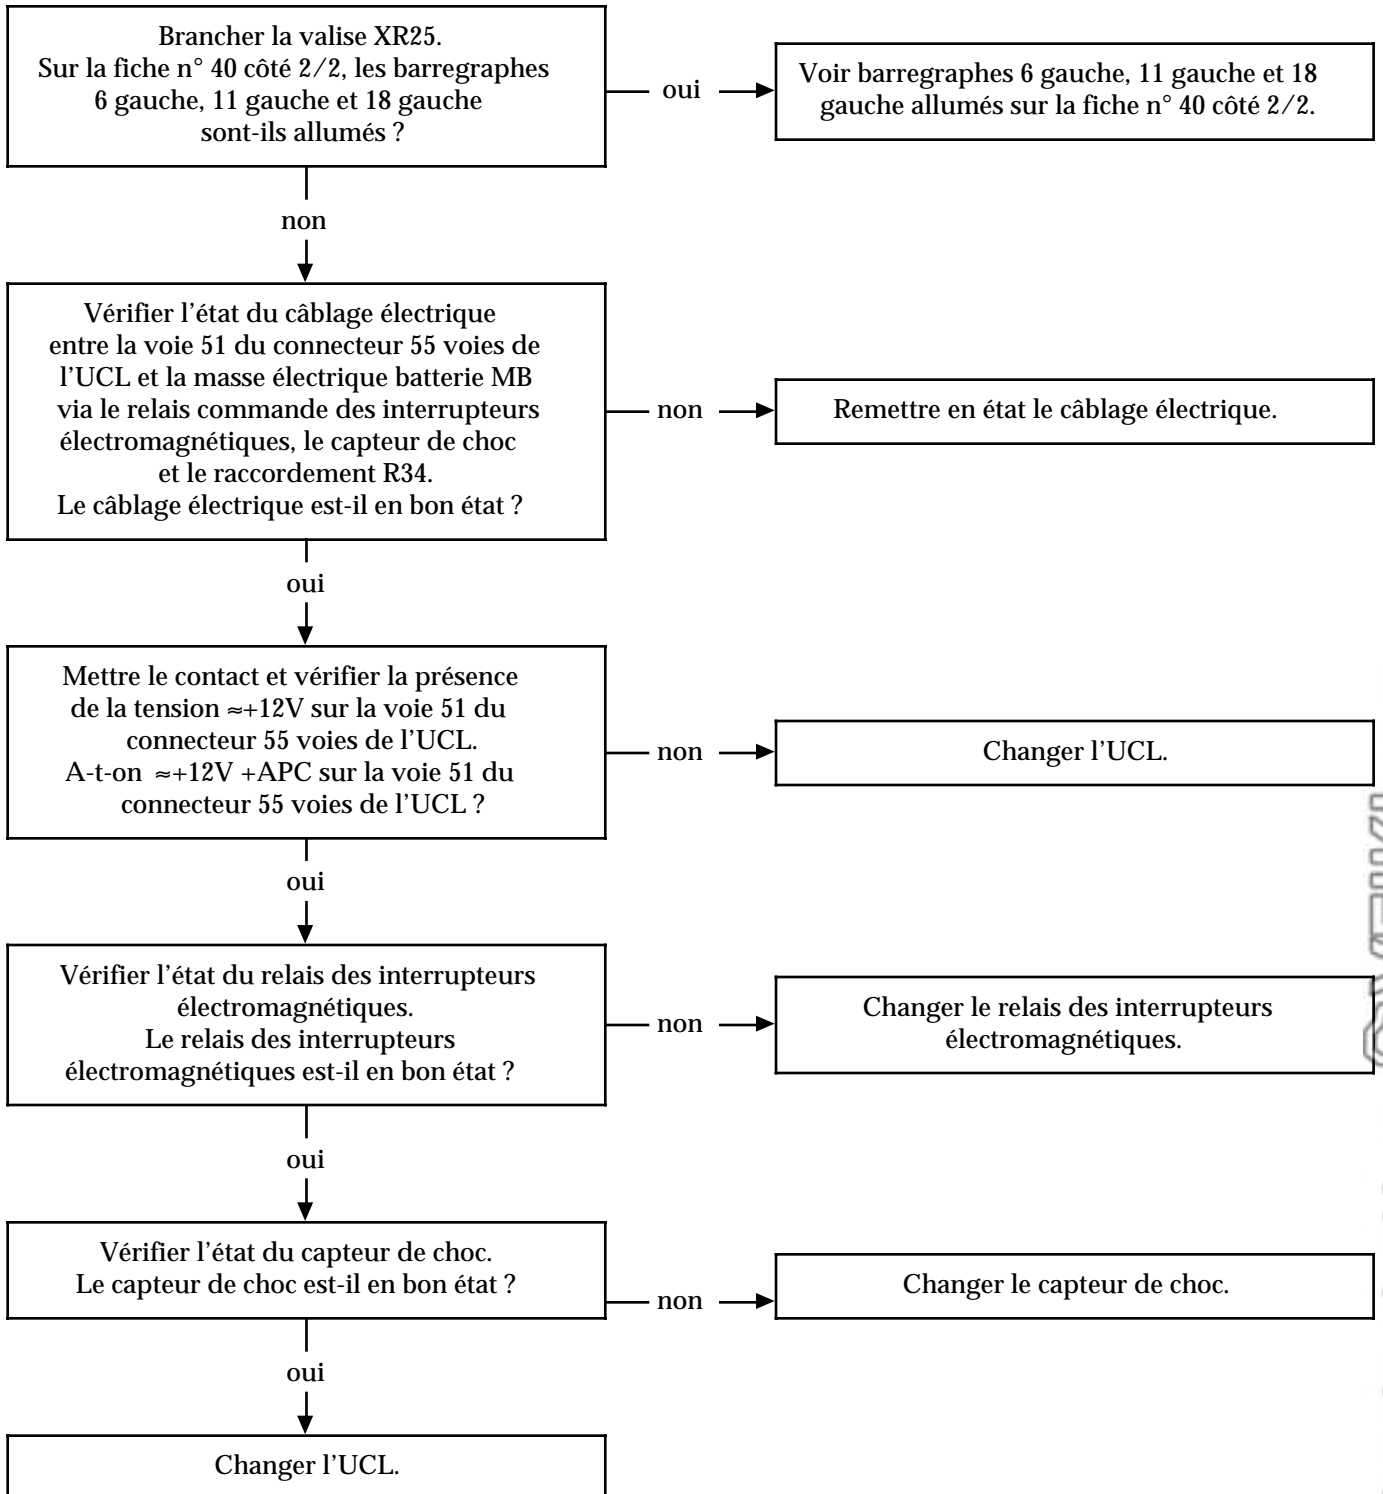 Brancher la valise XR25.
Sur la fiche n° 40 côté 2/2, les barregraphes
6 gauche, 11 gauche et 18 gauche
sont-ils allumés ?
oui
Voir barregraphes 6 gauche, 11 gauche et 18
gauche allumés sur la fiche n° 40 côté 2/2.
non
Vérifier l'état du câblage électrique
entre la voie 51 du connecteur 55 voies de
l'UCL et la masse électrique batterie MB
via le relais commande des interrupteurs
électromagnétiques, le capteur de choc
et le raccordement R34.
Le câblage électrique est-il en bon état ?
non
Remettre en état le câblage électrique.
oui
Mettre le contact et vérifier la présence
de la tension ≈+12V sur la voie 51 du
connecteur 55 voies de l'UCL.
A-t-on ≈+12V +APC sur la voie 51 du
connecteur 55 voies de l'UCL ?
non
Changer l'UCL.
oui
Vérifier l'état du relais des interrupteurs
électromagnétiques.
Le relais des interrupteurs
électromagnétiques est-il en bon état ?
non
Changer le relais des interrupteurs
électromagnétiques.
oui
Vérifier l'état du capteur de choc.
Le capteur de choc est-il en bon état ?
non
Changer le capteur de choc.
oui
Changer l'UCL.